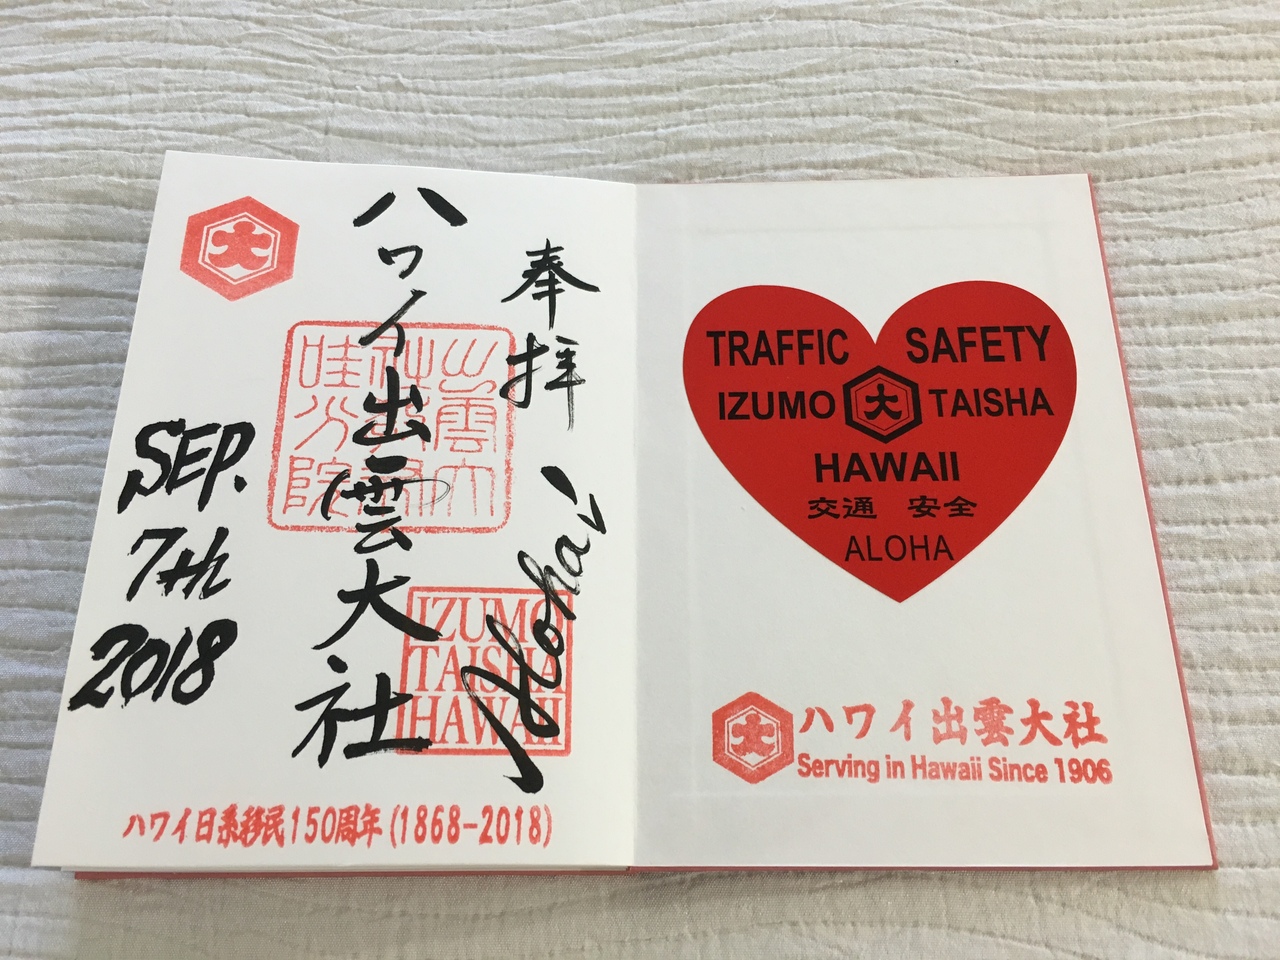 奉拝
Aloha
ハワイ出雲大社
SEP.
7th
2018
大
出雲大
社
哇分院
IZUMO
TAISHA
HAWAII
ハワイ日系移民150周年(1868-2018)
TRAFFIC SAFETY
IZUMO 大 TAISHA
HAWAII
交通 安全
ALOHA
大
ハワイ出雲大社
Serving in Hawaii Since 1906